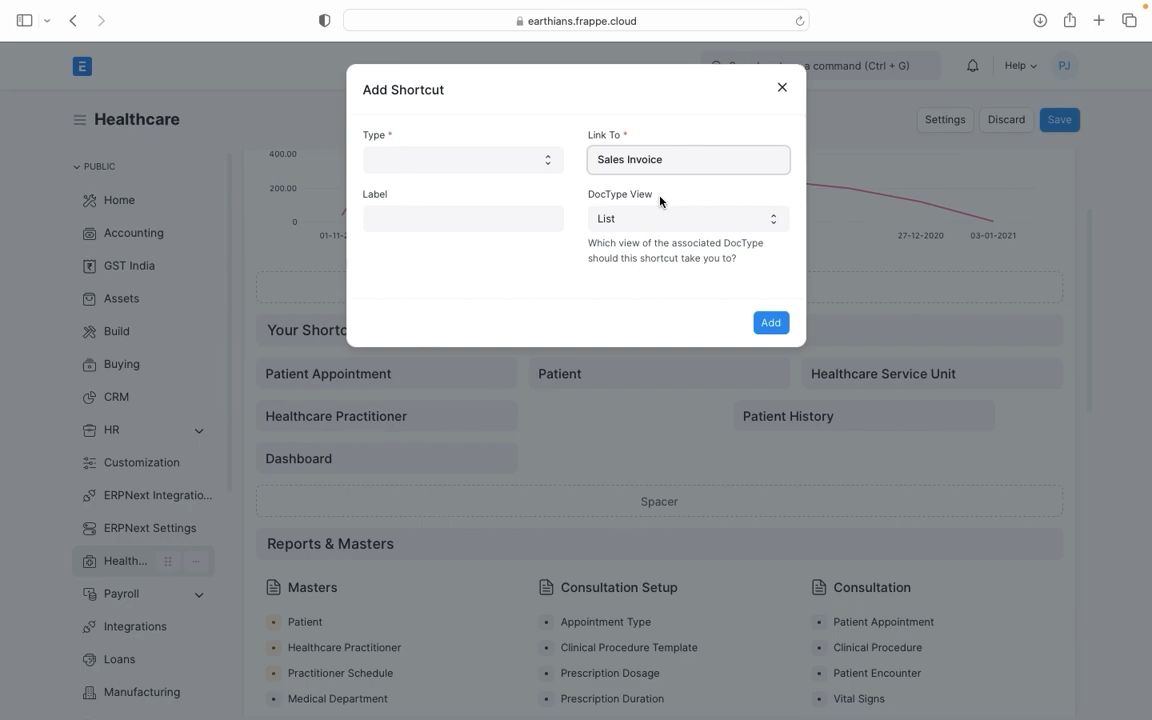 earthians.frappe.cloud
E
a command (Ctrl + G)
Help
PJ
Healthcare
Settings
Discard
Save
Add Shortcut
Type *
Link To *
Sales Invoice
Label
DocType View
List
Which view of the associated DocType
should this shortcut take you to?
Add
PUBLIC
Home
Accounting
GST India
Assets
Build
Buying
CRM
HR
Customization
ERPNext Integratio...
ERPNext Settings
Health...
Payroll
Integrations
Loans
Manufacturing
400.00
200.00
0
27-12-2020
03-01-2021
Your
Patient Appointment
Patient
Healthcare Service Unit
Healthcare Practitioner
Patient History
Dashboard
Spacer
Reports & Masters
Masters
Consultation Setup
Consultation
Patient
Appointment Type
Patient Appointment
Healthcare Practitioner
Clinical Procedure Template
Clinical Procedure
Practitioner Schedule
Prescription Dosage
Patient Encounter
Medical Department
Prescription Duration
Vital Signs